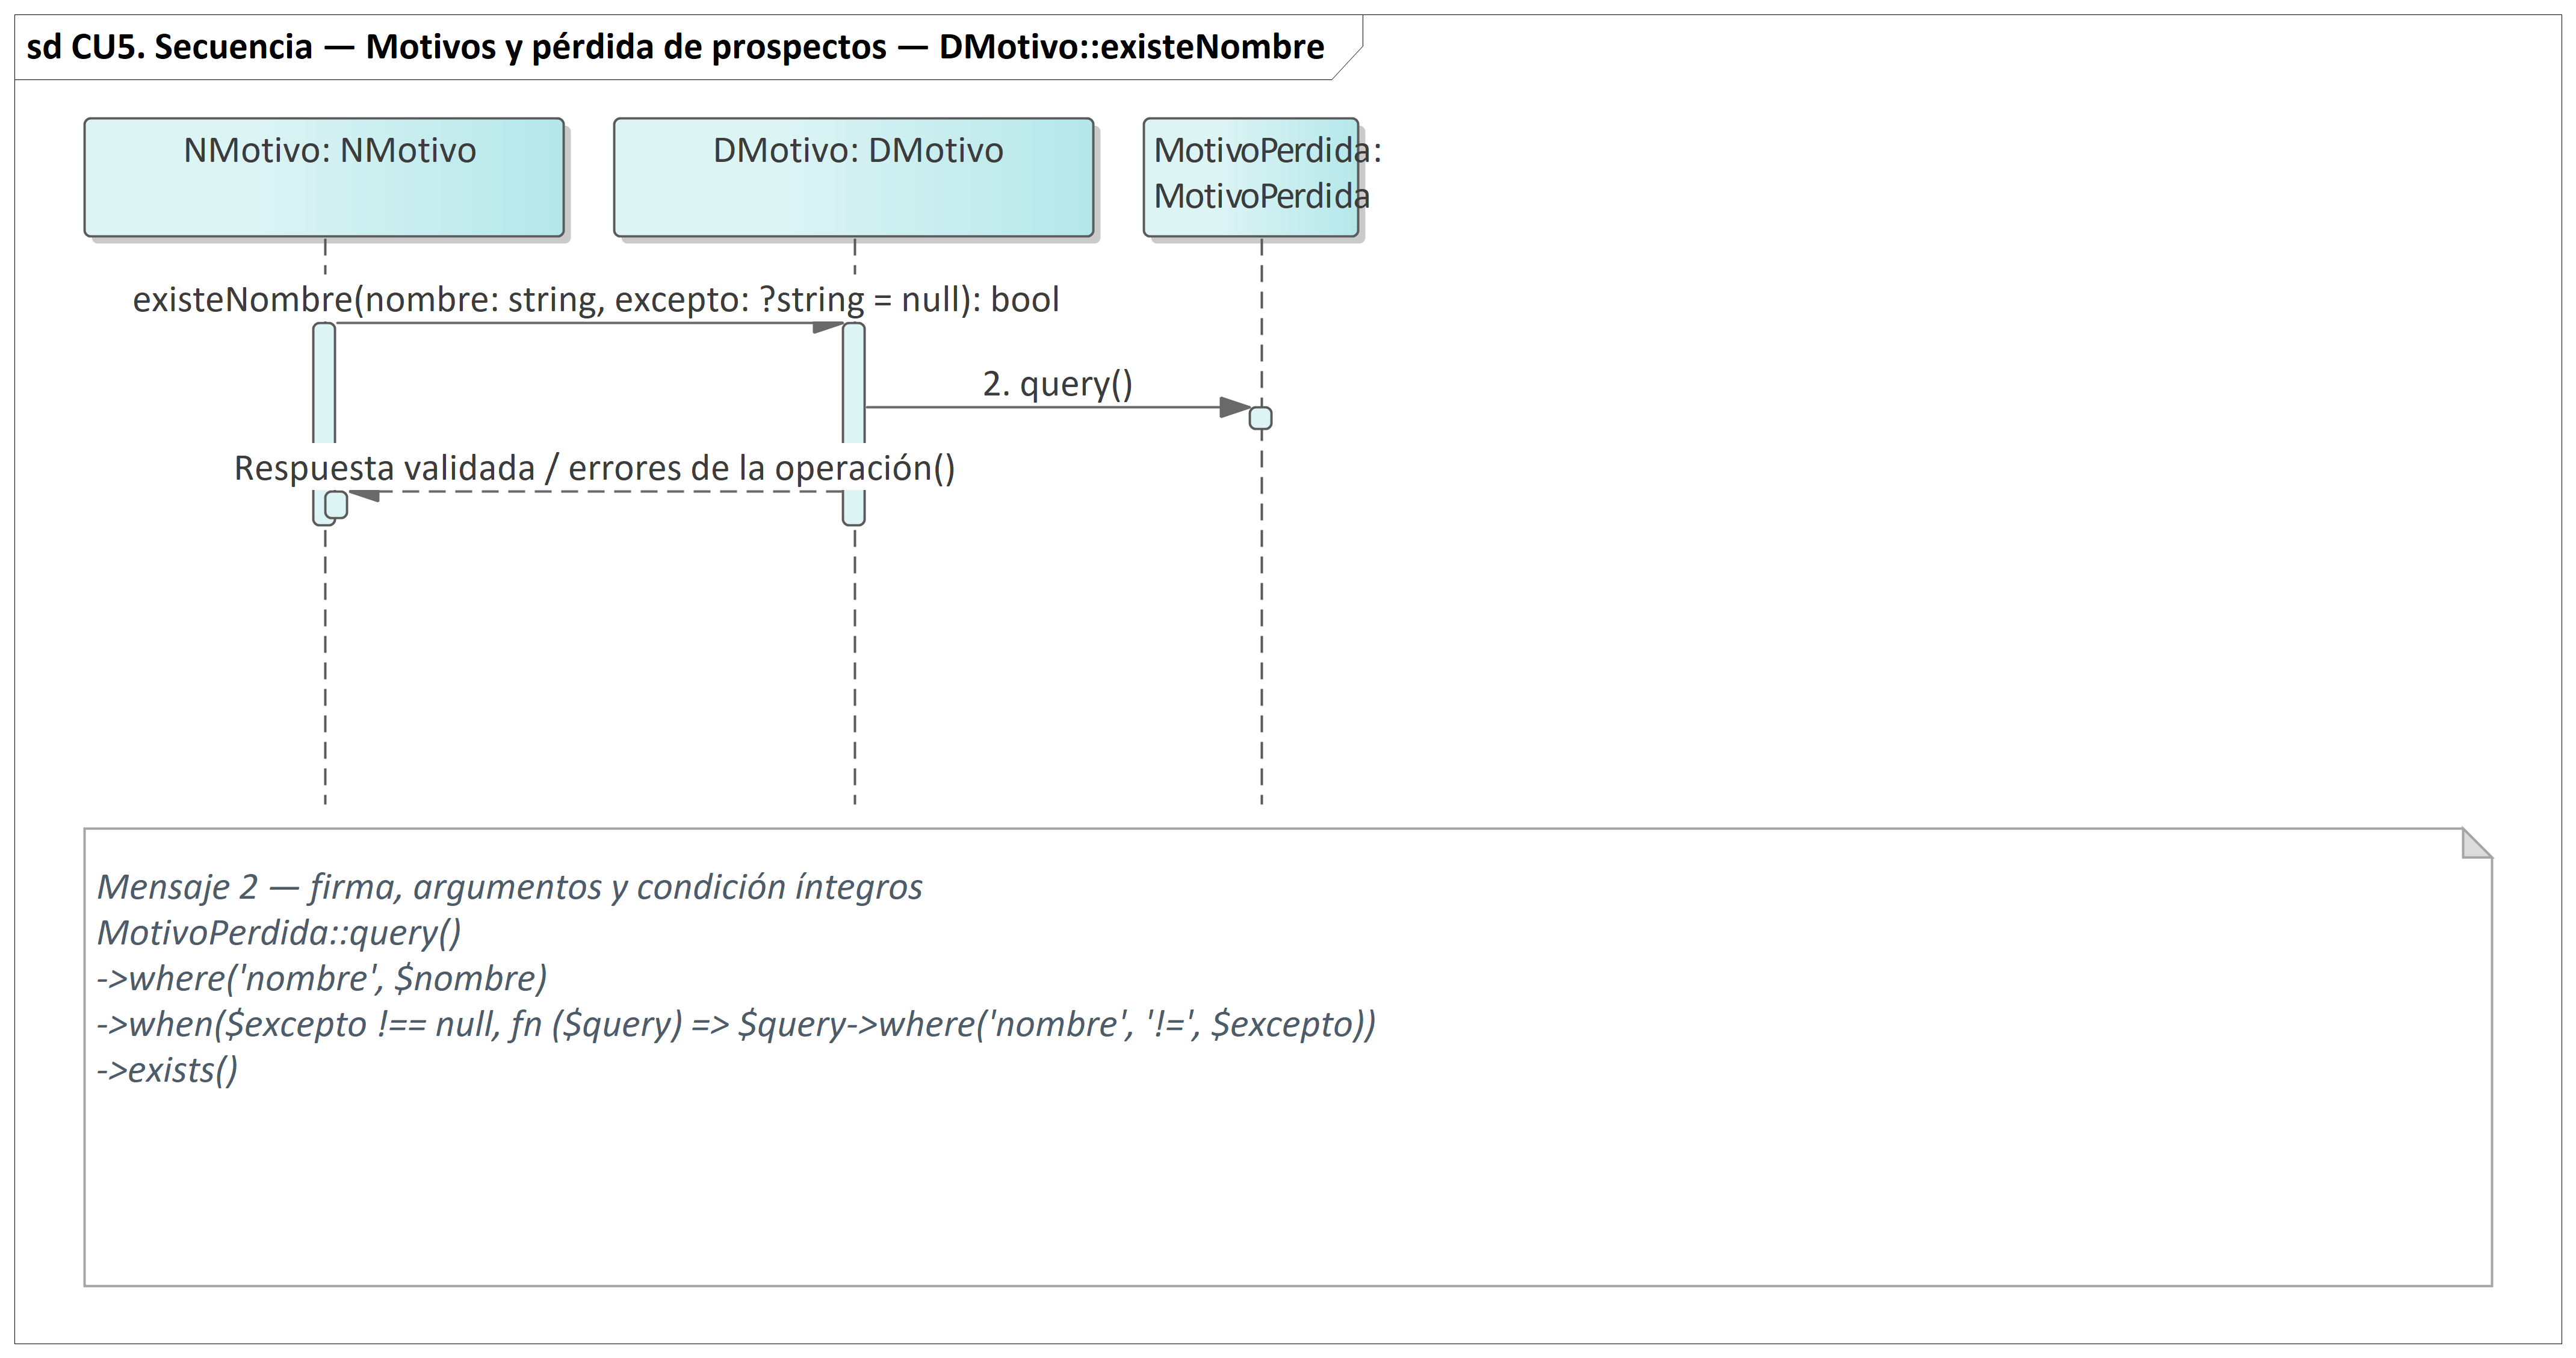 sd CU5. Secuencia — Motivos y pérdida de prospectos — DMotivo::existeNombre
NMotivo: NMotivo
DMotivo: DMotivo
MotivoPerdida:
MotivoPerdida
existeNombre(nombre: string, excepto: ?string = null): bool
2. query()
Respuesta validada / errores de la operación()
Mensaje 2 — firma, argumentos y condición íntegros
MotivoPerdida::query()
->where('nombre', $nombre)
->when($excepto !== null, fn ($query) => $query->where('nombre', '!=', $excepto))
->exists()